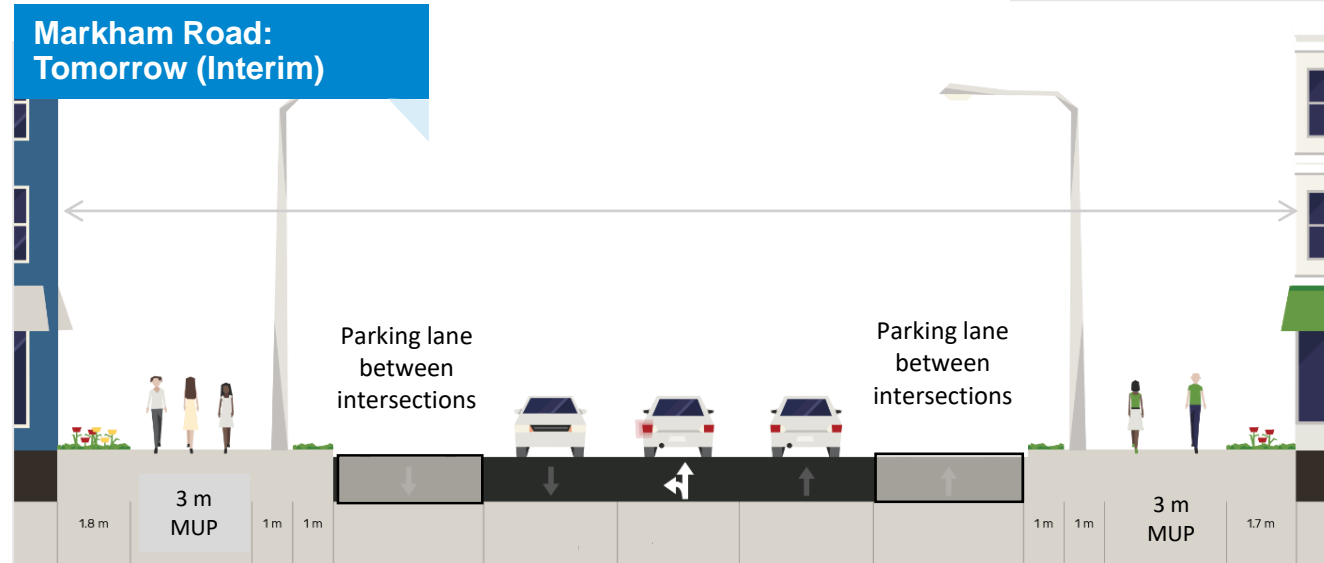 Markham Road:
Tomorrow (Interim)
Parking lane
between
intersections
Parking lane
between
intersections
1.8 m
3 m
MUP
1 m
1 m
1 m
1 m
3 m
MUP
1.7 m